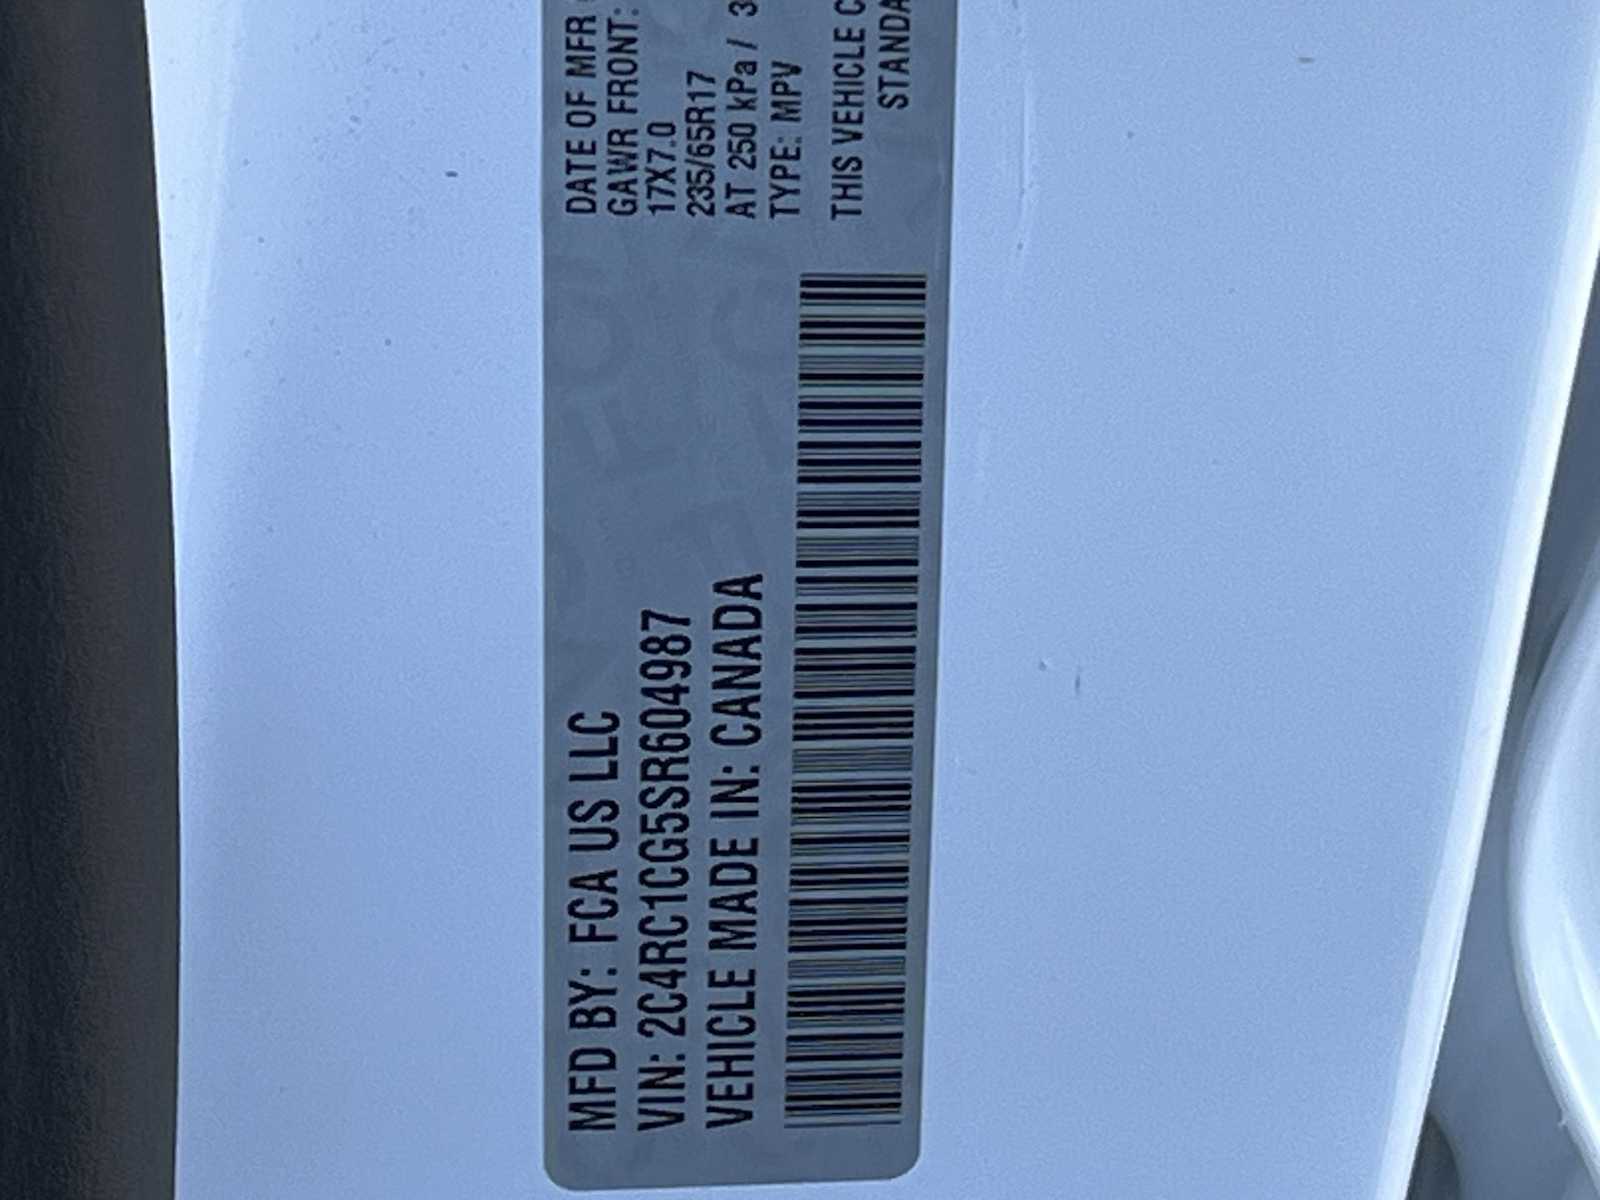 MFD BY: FCA US LLC
VIN: 2C4RC1CG5SR604987
VEHICLE MADE IN: CANADA
DATE OF MFR
GAWR FRONT:
17X7.0
235/65R17
AT 250 kPa / 3
TYPE: MPV
THIS VEHICLE C
STANDA